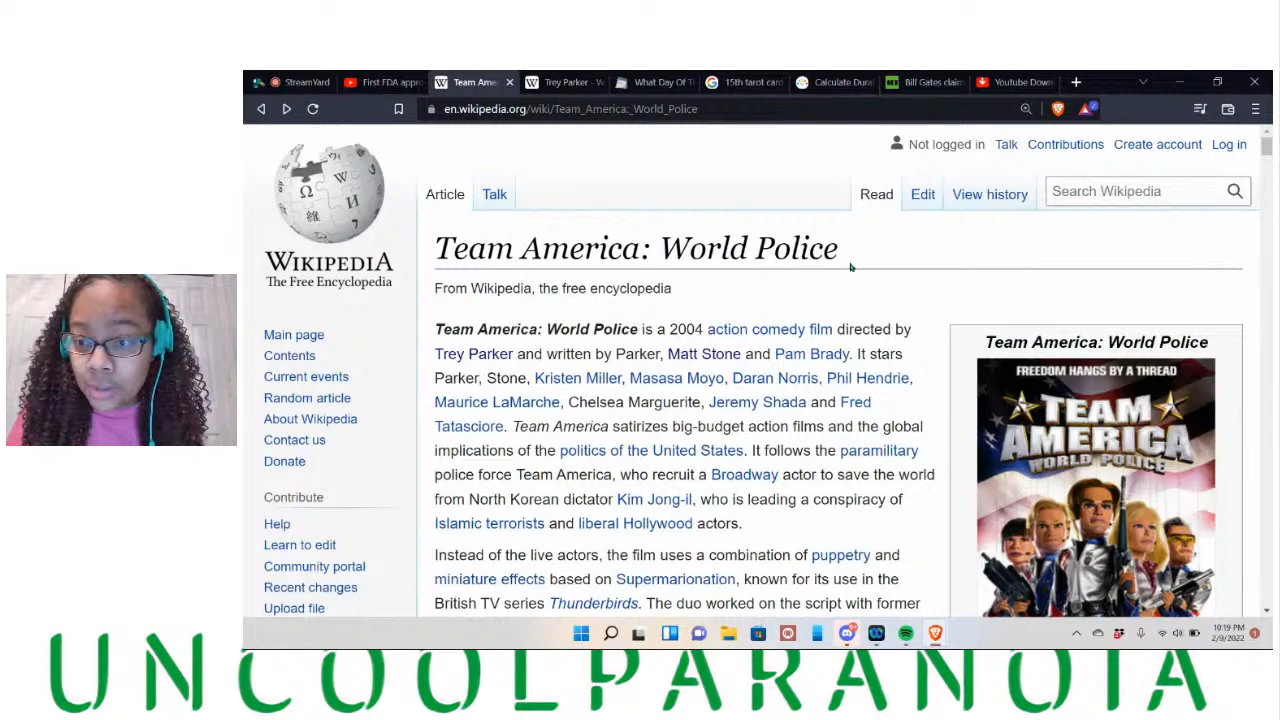 StreamYard
First FDA appro
Team Ame
Trey Parker - W
What Day Of T
15th tarot card
Calculate Dura
Bill Gates claim
Youtube Down
en.wikipedia.org/wiki/Team_America:_World_Police
Not logged in Talk Contributions Create account Log in
Article Talk
Read Edit View history
Search Wikipedia
WIKIPEDIA
The Free Encyclopedia
Main page
Contents
Current events
Random article
About Wikipedia
Contact us
Donate
Contribute
Help
Learn to edit
Community portal
Recent changes
Upload file
Team America: World Police
From Wikipedia, the free encyclopedia
Team America: World Police is a 2004 action comedy film directed by
Trey Parker and written by Parker, Matt Stone and Pam Brady. It stars
Parker, Stone, Kristen Miller, Masasa Moyo, Daran Norris, Phil Hendrie,
Maurice LaMarche, Chelsea Marguerite, Jeremy Shada and Fred
Tatasciore. Team America satirizes big-budget action films and the global
implications of the politics of the United States. It follows the paramilitary
police force Team America, who recruit a Broadway actor to save the world
from North Korean dictator Kim Jong-il, who is leading a conspiracy of
Islamic terrorists and liberal Hollywood actors.
Instead of the live actors, the film uses a combination of puppetry and
miniature effects based on Supermarionation, known for its use in the
British TV series Thunderbirds. The duo worked on the script with former
Team America: World Police
FREEDOM HANGS BY A THREAD
TEAM
AMERICA
WORLD POLICE
10:19 PM
2/9/2022
UNCOOLPARANOIA